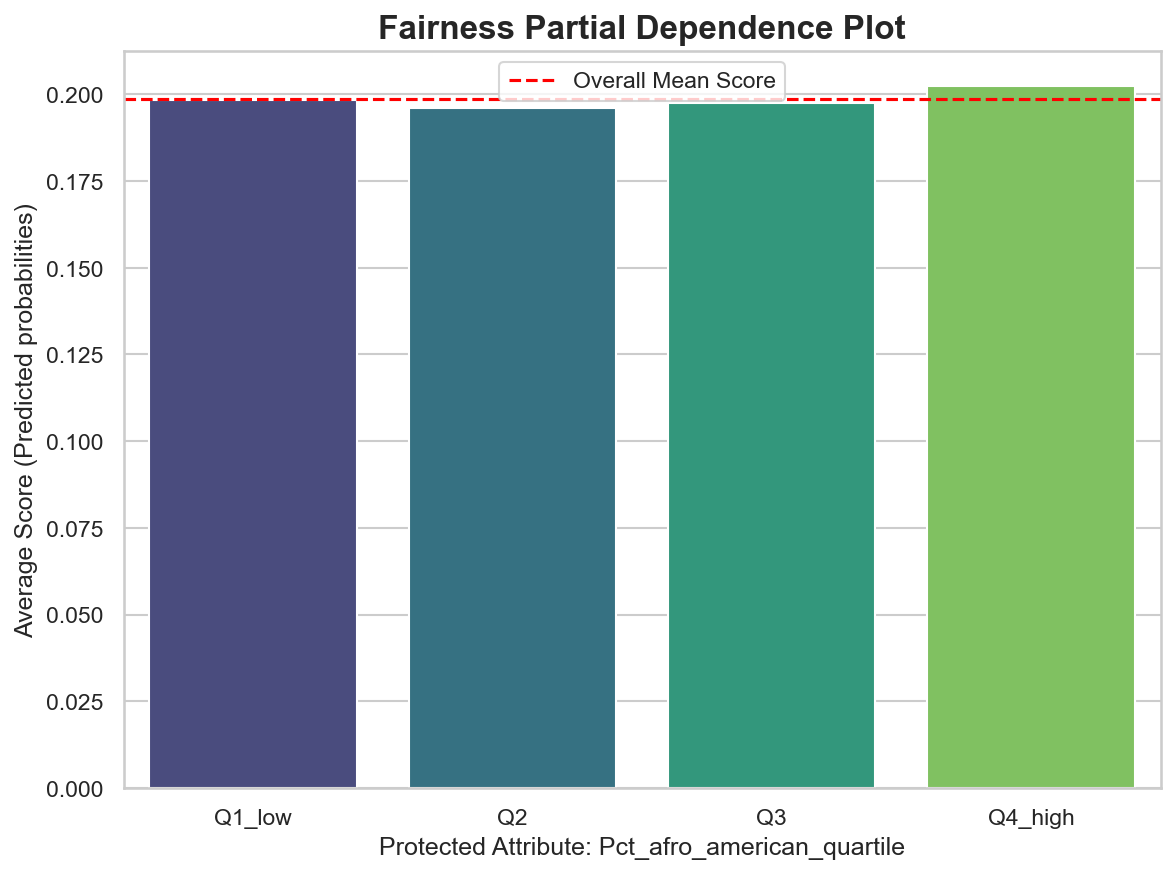 Fairness Partial Dependence Plot
Overall Mean Score
Average Score (Predicted probabilities)
0.200
0.175
0.150
0.125
0.100
0.075
0.050
0.025
0.000
Q1_low Q2 Q3 Q4_high
Protected Attribute: Pct_afro_american_quartile